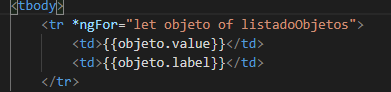 <tbody>
<tr *ngFor="let objeto of listadoObjetos">
<td>{{objeto.value}}</td>
<td>{{objeto.label}}</td>
</tr>